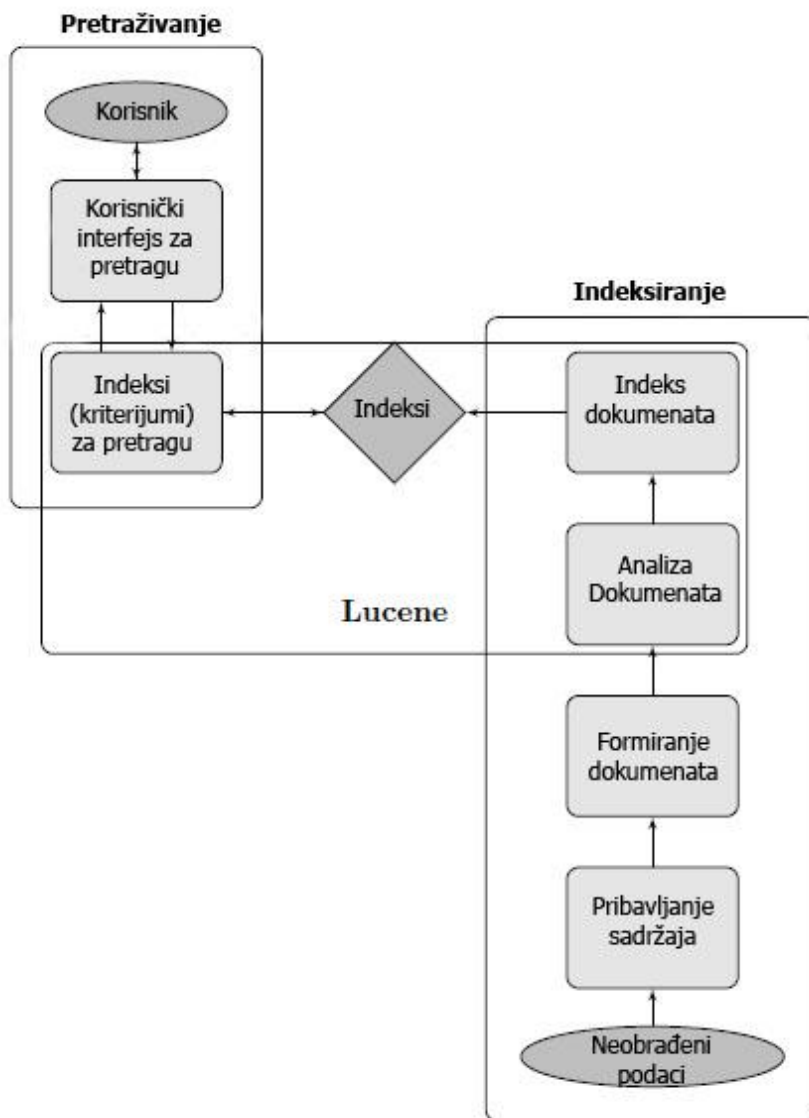 Pretraživanje
Korisnik
Korisnički
interfejs za
pretragu
Indeksi
(kriterijumi)
za pretragu
Indeksi
Lucene
Indeksiranje
Indeks
dokumenata
Analiza
Dokumenata
Formiranje
dokumenata
Pribavljanje
sadržaja
Neobrađeni
podaci